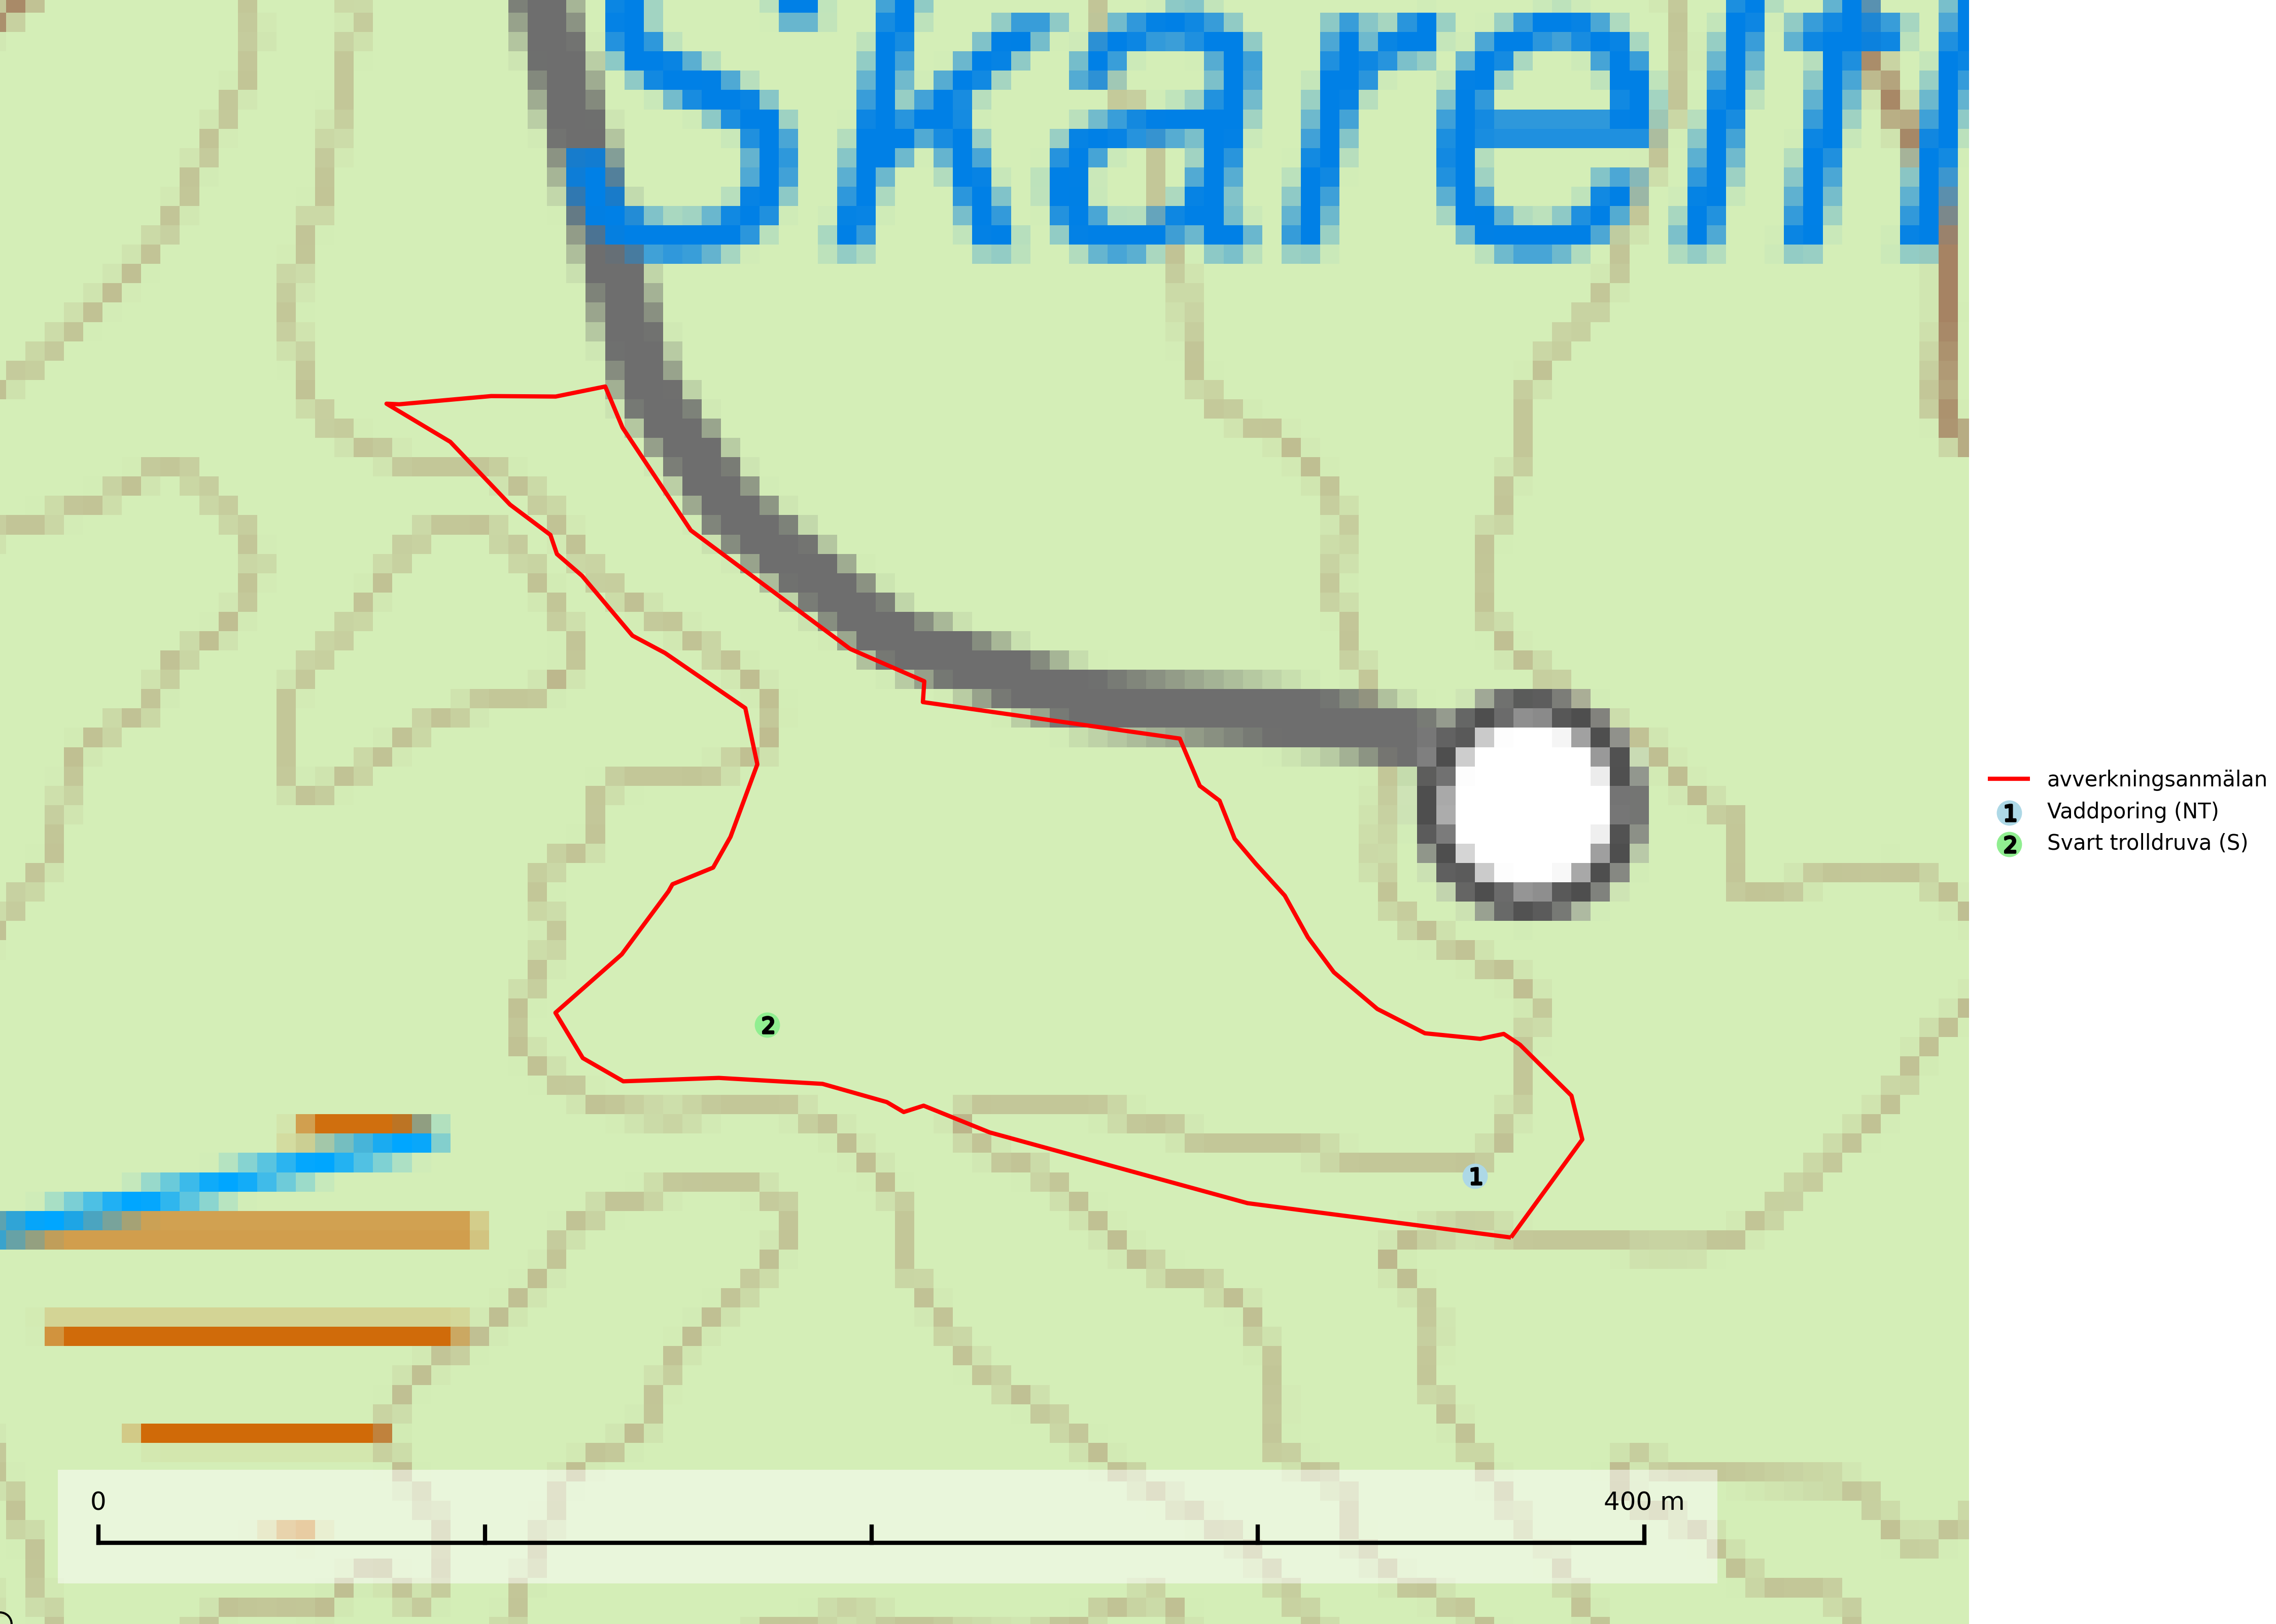 avverkningsanmälan
1 Vaddporing (NT)
2 Svart trolldruva (S)
2
1
0 400 m